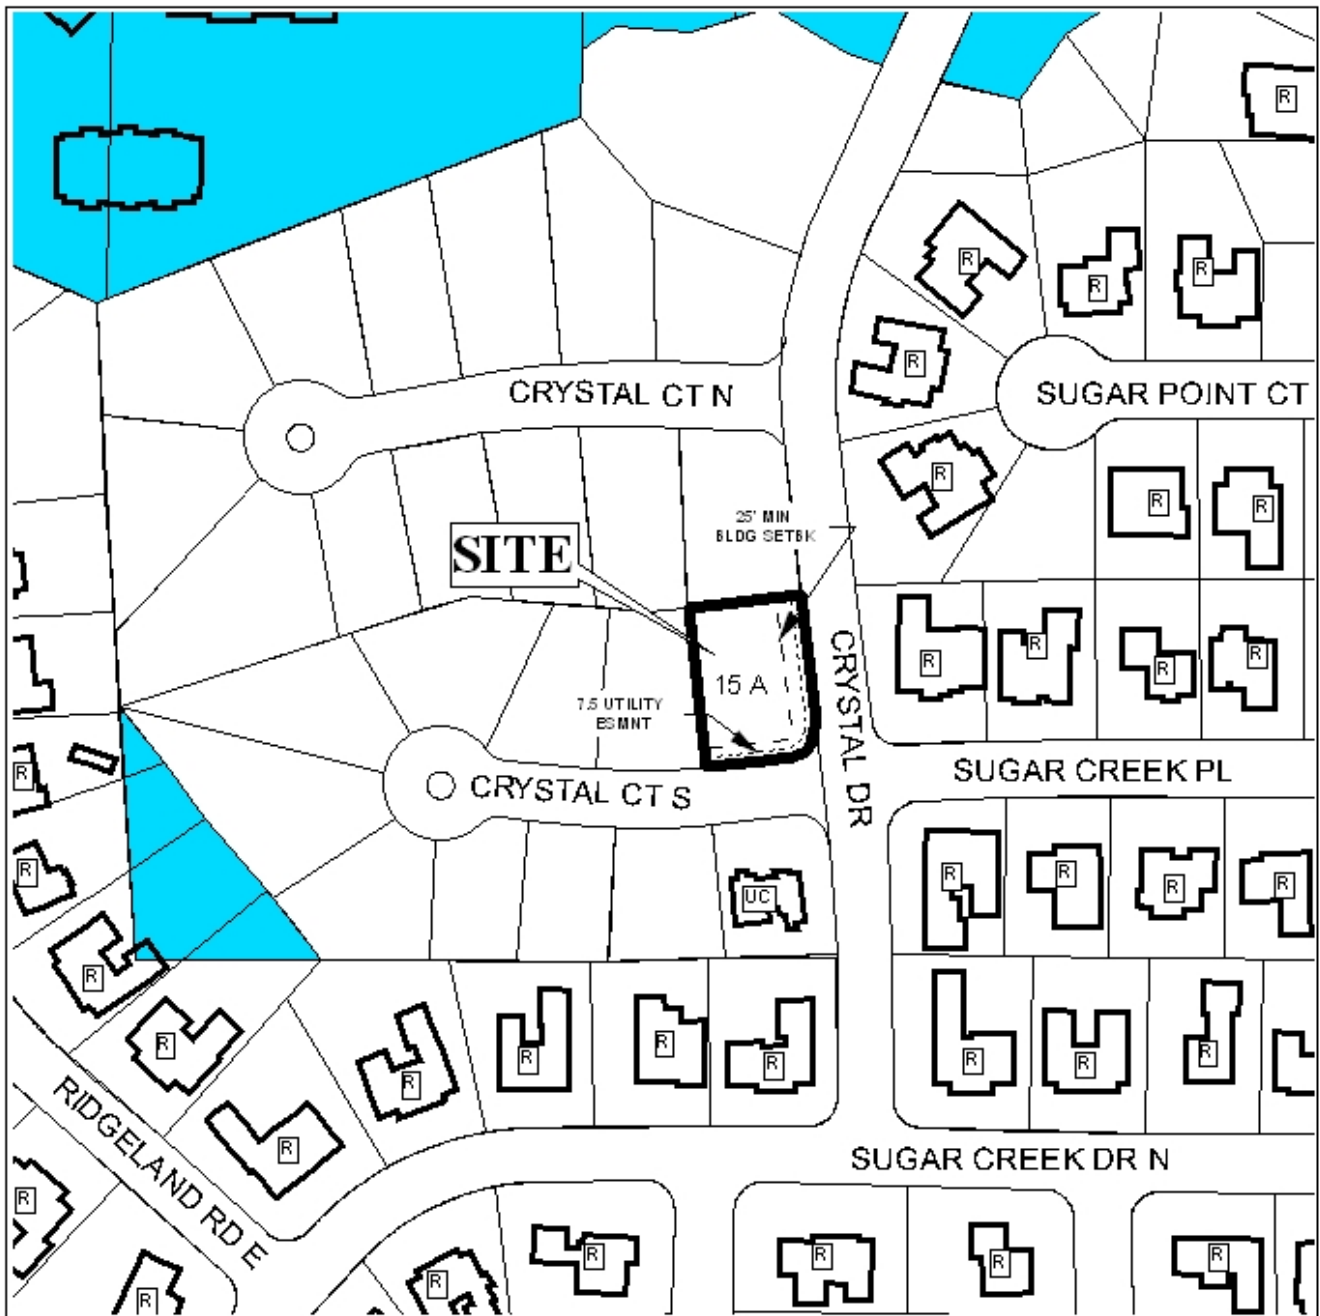 R
R
R
R
R
CRYSTAL CT N
SUGAR POINT CT
R
R
R
25' MIN
BLDG SETBK
SITE
CRYSTAL DR
15 A
7.5 UTILITY
ESMNT
R
R
R
R
R
CRYSTAL CT S
SUGAR CREEK PL
R
UC
R
R
R
R
R
R
R
R
R
R
R
R
R
R
RIDGELAND RD E
SUGAR CREEK DR N
R
R
R
R
R
R
R
R